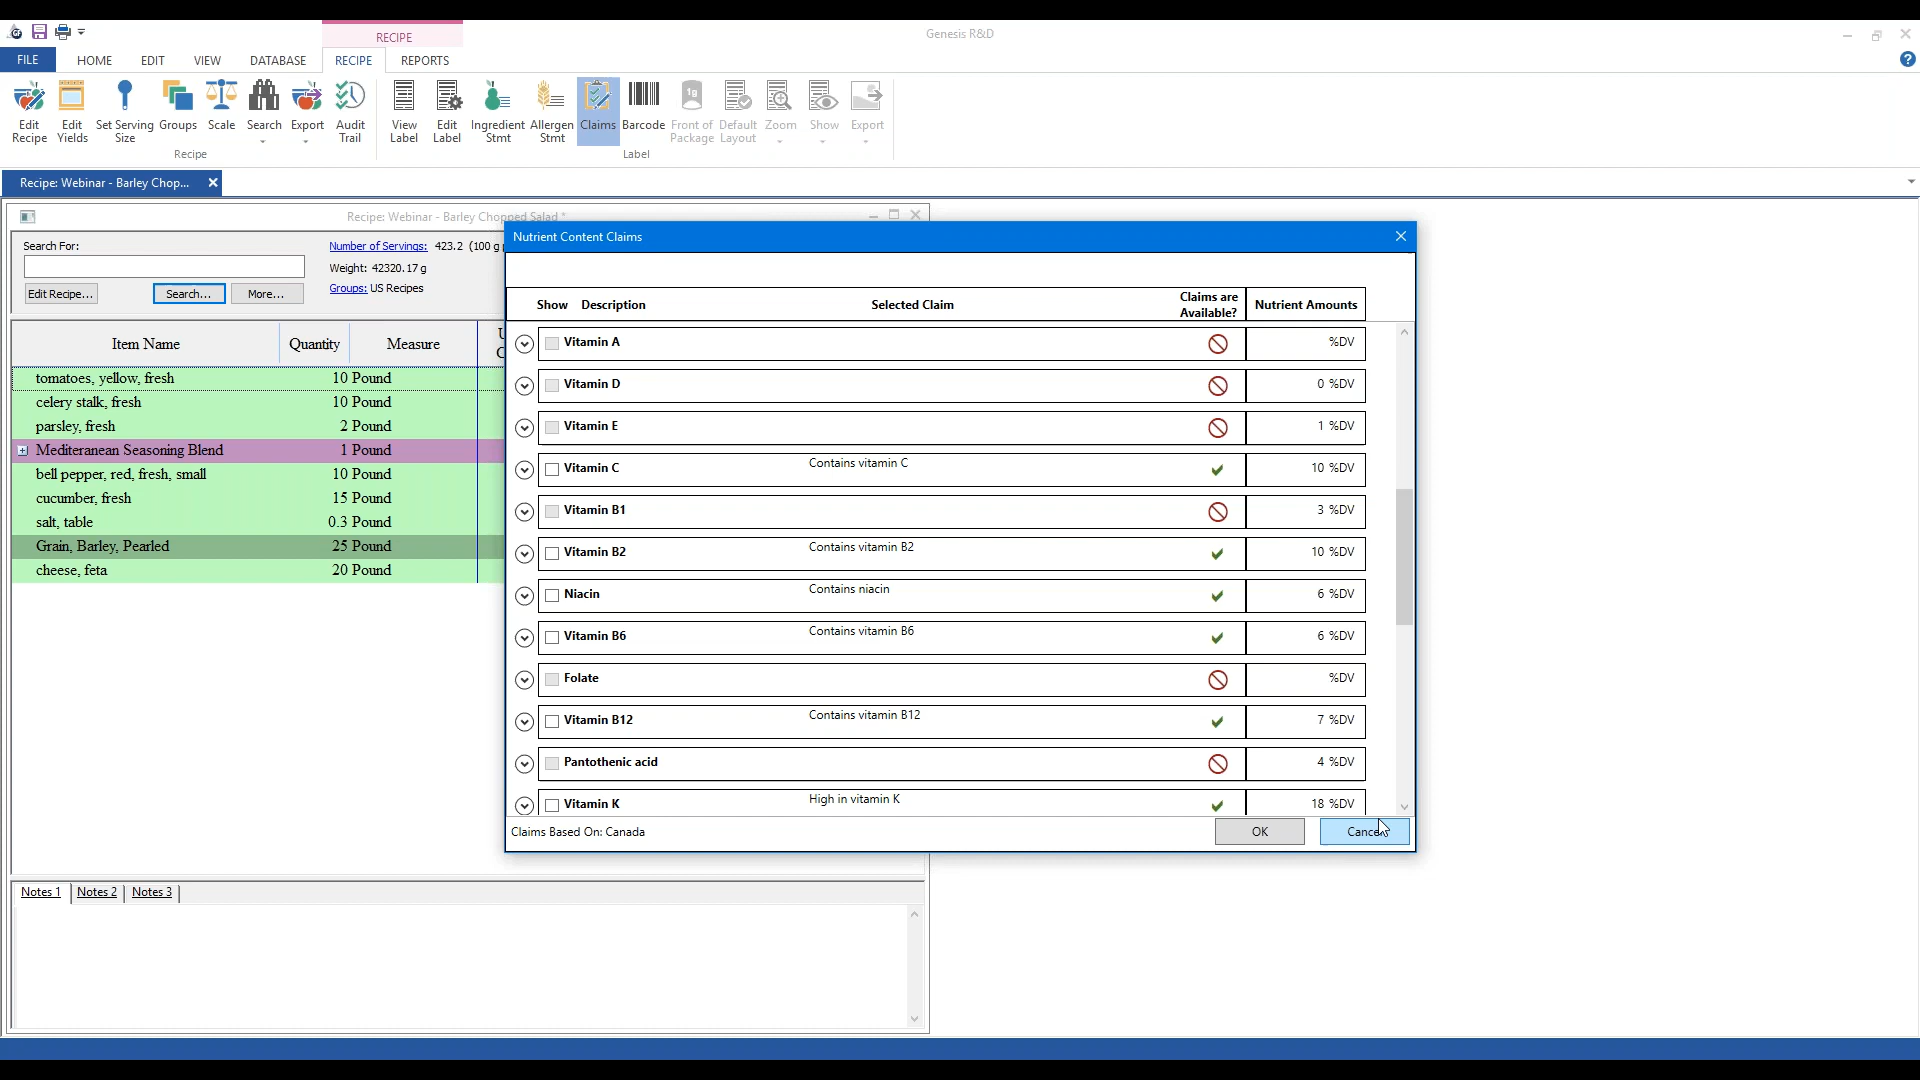 RECIPE
Genesis R&D
FILE HOME EDIT VIEW DATABASE RECIPE REPORTS
Edit Recipe
Edit Yields
Set Serving Size
Groups
Scale
Search
Export
Audit Trail
View Label
Edit Label
Ingredient Stmt
Allergen Stmt
Claims
Barcode
Front of Package
Default Layout
Zoom
Show
Export
Recipe
Label
Recipe: Webinar - Barley Chop...
Recipe: Webinar - Barley Chopped Salad *
Search For:
Number of Servings: 423.2 (100 g
Weight: 42320.17 g
Edit Recipe... Search... More...
Groups: US Recipes
Item Name Quantity Measure
tomatoes, yellow, fresh 10 Pound
celery stalk, fresh 10 Pound
parsley, fresh 2 Pound
Mediteranean Seasoning Blend 1 Pound
bell pepper, red, fresh, small 10 Pound
cucumber, fresh 15 Pound
salt, table 0.3 Pound
Grain, Barley, Pearled 25 Pound
cheese, feta 20 Pound
Nutrient Content Claims
Show Description Selected Claim Claims are Available? Nutrient Amounts
Vitamin A %DV
Vitamin D 0 %DV
Vitamin E 1 %DV
Vitamin C Contains vitamin C 10 %DV
Vitamin B1 3 %DV
Vitamin B2 Contains vitamin B2 10 %DV
Niacin Contains niacin 6 %DV
Vitamin B6 Contains vitamin B6 6 %DV
Folate %DV
Vitamin B12 Contains vitamin B12 7 %DV
Pantothenic acid 4 %DV
Vitamin K High in vitamin K 18 %DV
Claims Based On: Canada OK Cancel
Notes 1 Notes 2 Notes 3